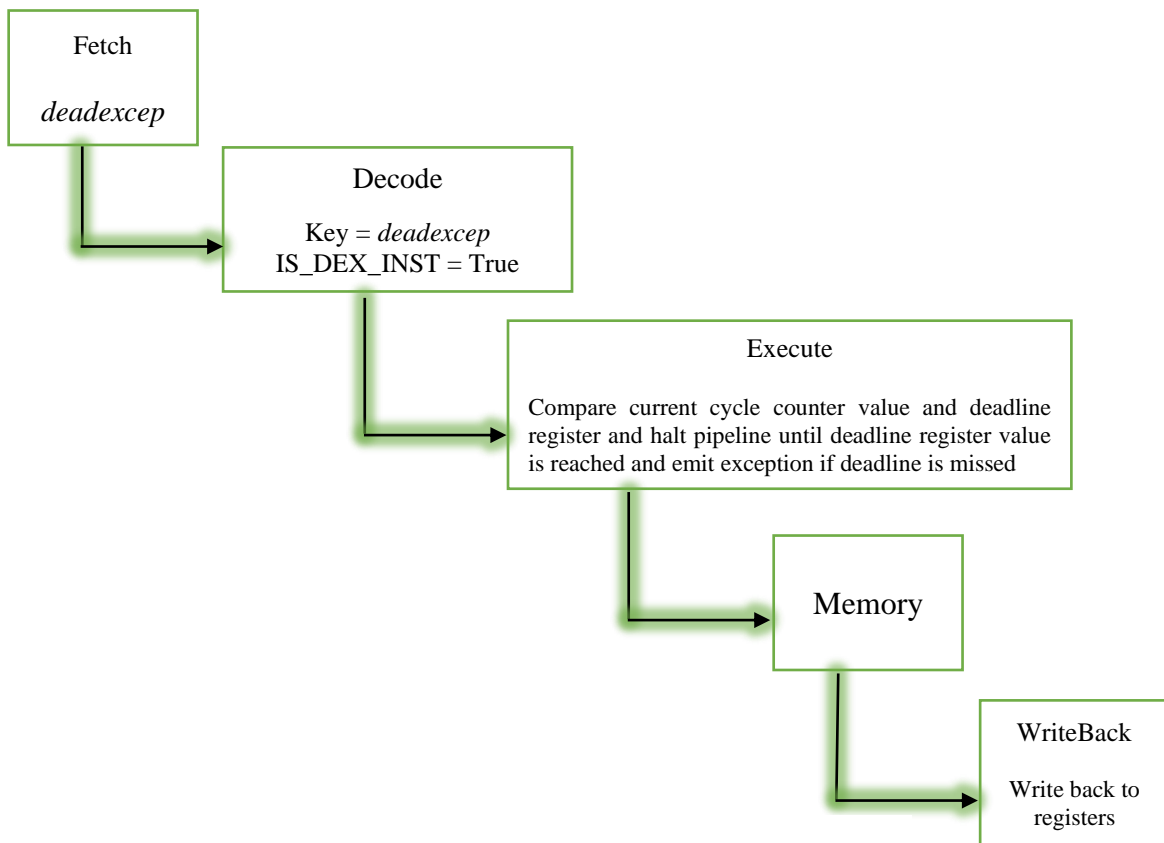 Fetch
deadexcep
Decode
Key = deadexcep
IS_DEX_INST = True
Execute
Compare current cycle counter value and deadline
register and halt pipeline until deadline register value
is reached and emit exception if deadline is missed
Memory
WriteBack
Write back to
registers